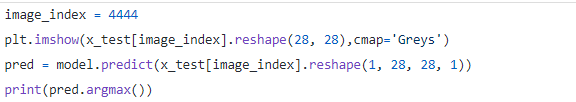 image_index = 4444
plt.imshow(x_test[image_index].reshape(28, 28),cmap='Greys')
pred = model.predict(x_test[image_index].reshape(1, 28, 28, 1))
print(pred.argmax())